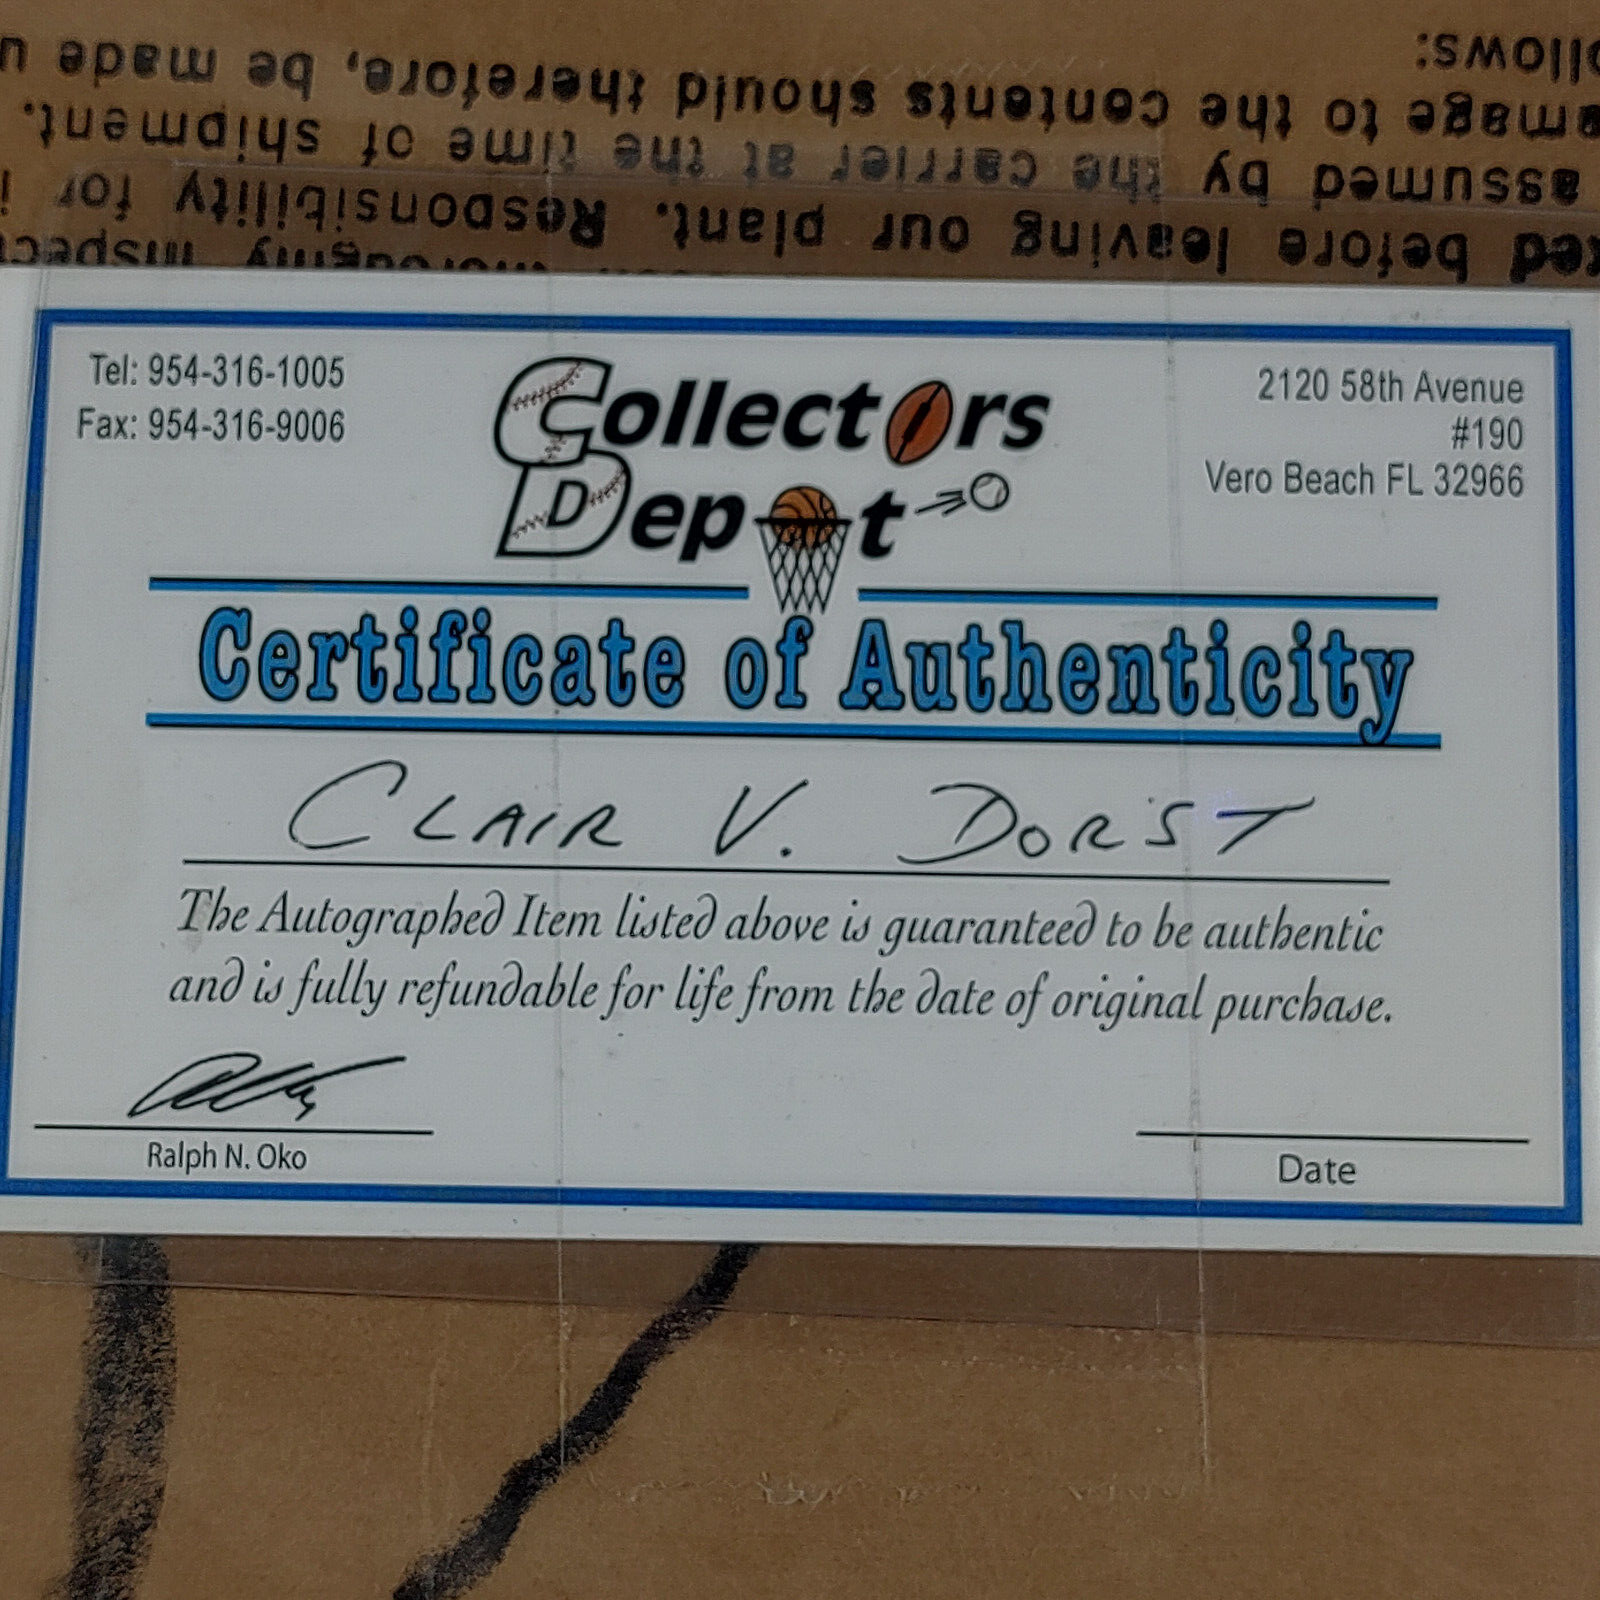 ollows:
amage to the contents should therefore, be made u
assumed by the carrier at the time of shipment.
ked before leaving our plant. Responsibility for i
Tel: 954-316-1005
Fax: 954-316-9006
Collectors
Depot
2120 58th Avenue
#190
Vero Beach FL 32966
Certificate of Authenticity
CLAIR V. DORST
The Autographed Item listed above is guaranteed to be authentic
and is fully refundable for life from the date of original purchase.
Ralph N. Oko
Date